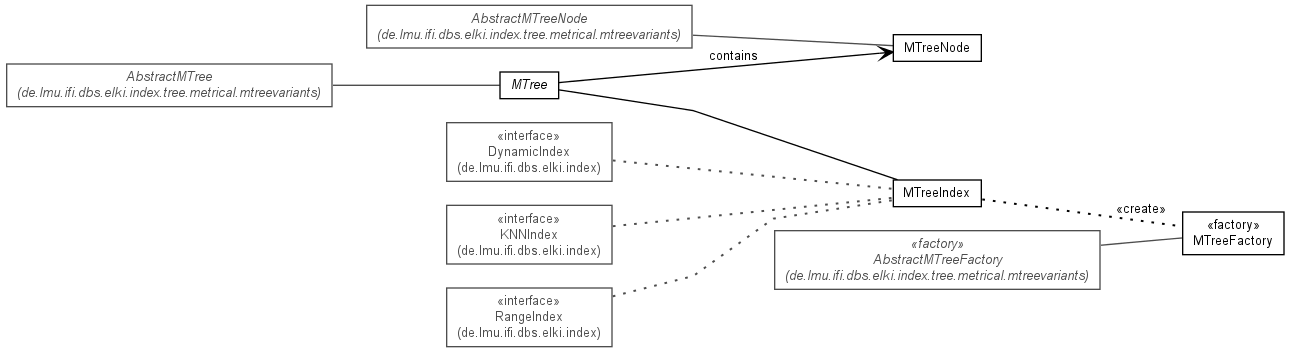 AbstractMTreeNode
(de.lmu.ifi.dbs.elki.index.tree.metrical.mtreevariants)
MTreeNode
contains
AbstractMTree
(de.lmu.ifi.dbs.elki.index.tree.metrical.mtreevariants)
MTree
«interface»
DynamicIndex
(de.lmu.ifi.dbs.elki.index)
MTreeIndex
«create»
«interface»
KNNIndex
(de.lmu.ifi.dbs.elki.index)
«factory»
MTreeFactory
«factory»
AbstractMTreeFactory
(de.lmu.ifi.dbs.elki.index.tree.metrical.mtreevariants)
«interface»
RangeIndex
(de.lmu.ifi.dbs.elki.index)